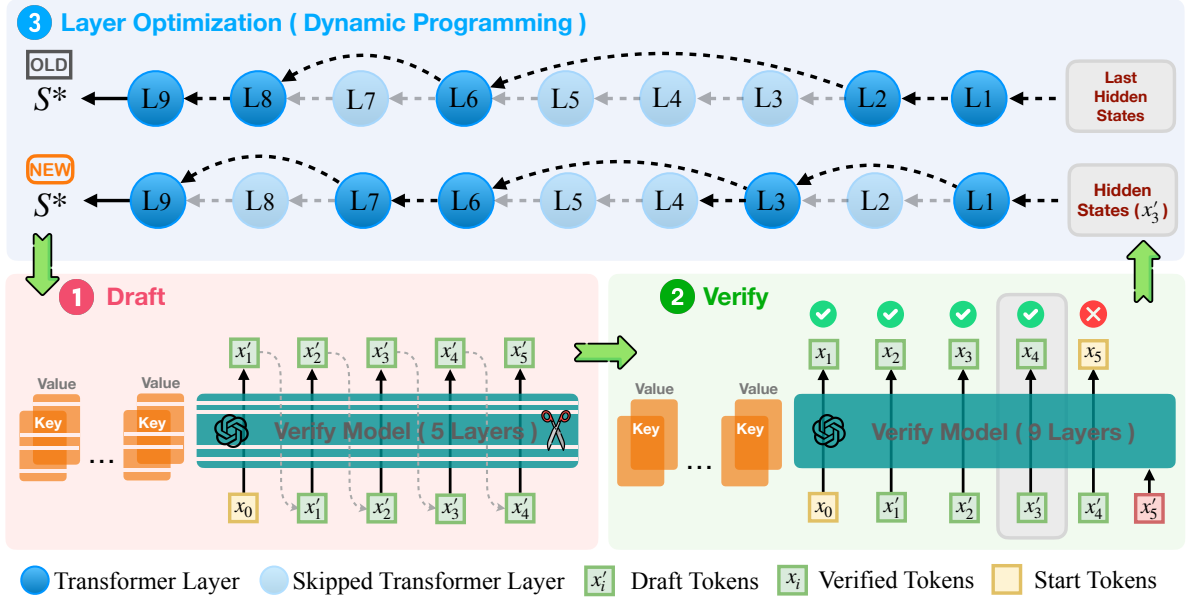 3 Layer Optimization ( Dynamic Programming )
OLD
S* L9 L8 L7 L6 L5 L4 L3 L2 L1
Last
Hidden
States
NEW
S* L9 L8 L7 L6 L5 L4 L3 L2 L1
Hidden
States ( x′₃ )
1 Draft
x′₁ x′₂ x′₃ x′₄ x′₅
Value Value
Key Key
...
Verify Model ( 5 Layers )
x₀ x′₁ x′₂ x′₃ x′₄
2 Verify
x₁ x₂ x₃ x₄ x₅
Value Value
Key Key
...
Verify Model ( 9 Layers )
x₀ x′₁ x′₂ x′₃ x′₄ x′₅
Transformer Layer Skipped Transformer Layer x′ᵢ Draft Tokens xᵢ Verified Tokens Start Tokens